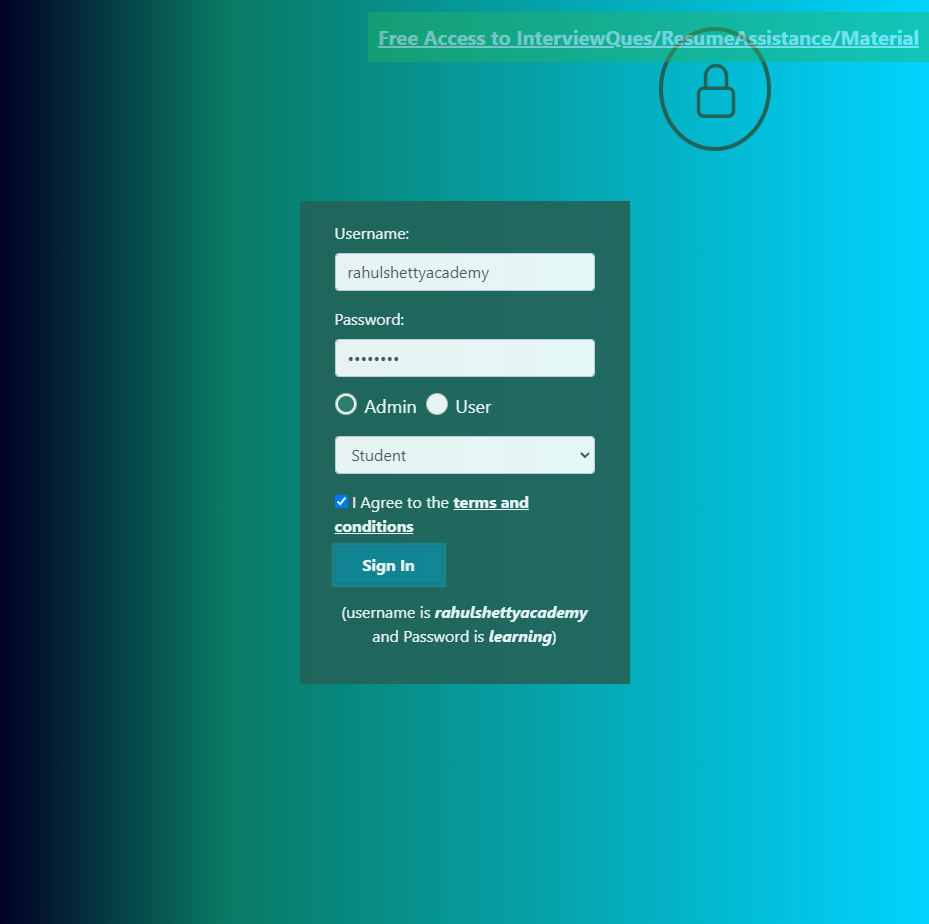 Free Access to InterviewQues/ResumeAssistance/Material
Username:
rahulshettyacademy
Password:
••••••••
Admin User
Student
I Agree to the terms and
conditions
Sign In
(username is rahulshettyacademy
and Password is learning)